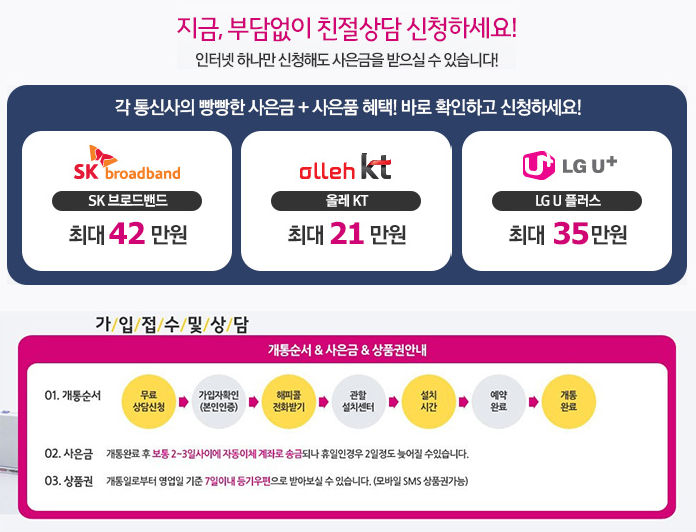 지금, 부담없이 친절상담 신청하세요!
인터넷 하나만 신청해도 사은금을 받으실 수 있습니다!
각 통신사의 빵빵한 사은금 + 사은품 혜택! 바로 확인하고 신청하세요!
SK broadband
SK 브로드밴드
최대 42 만원
olleh kt
올레 KT
최대 21 만원
U+ LG U+
LG U 플러스
최대 35만원
가/입/접/수/및/상/담
개통순서 & 사은금 & 상품권안내
01. 개통순서
무료 상담신청
가입자확인 (본인인증)
해피콜 전화받기
관할 설치센터
설치 시간
예약 완료
개통 완료
02. 사은금 개통완료 후 보통 2~3일사이에 자동이체 계좌로 송금되나 휴일인경우 2일정도 늦어질 수있습니다.
03. 상품권 개통일로부터 영업일 기준 7일이내 등기우편으로 받아보실 수 있습니다. (모바일 SMS 상품권가능)